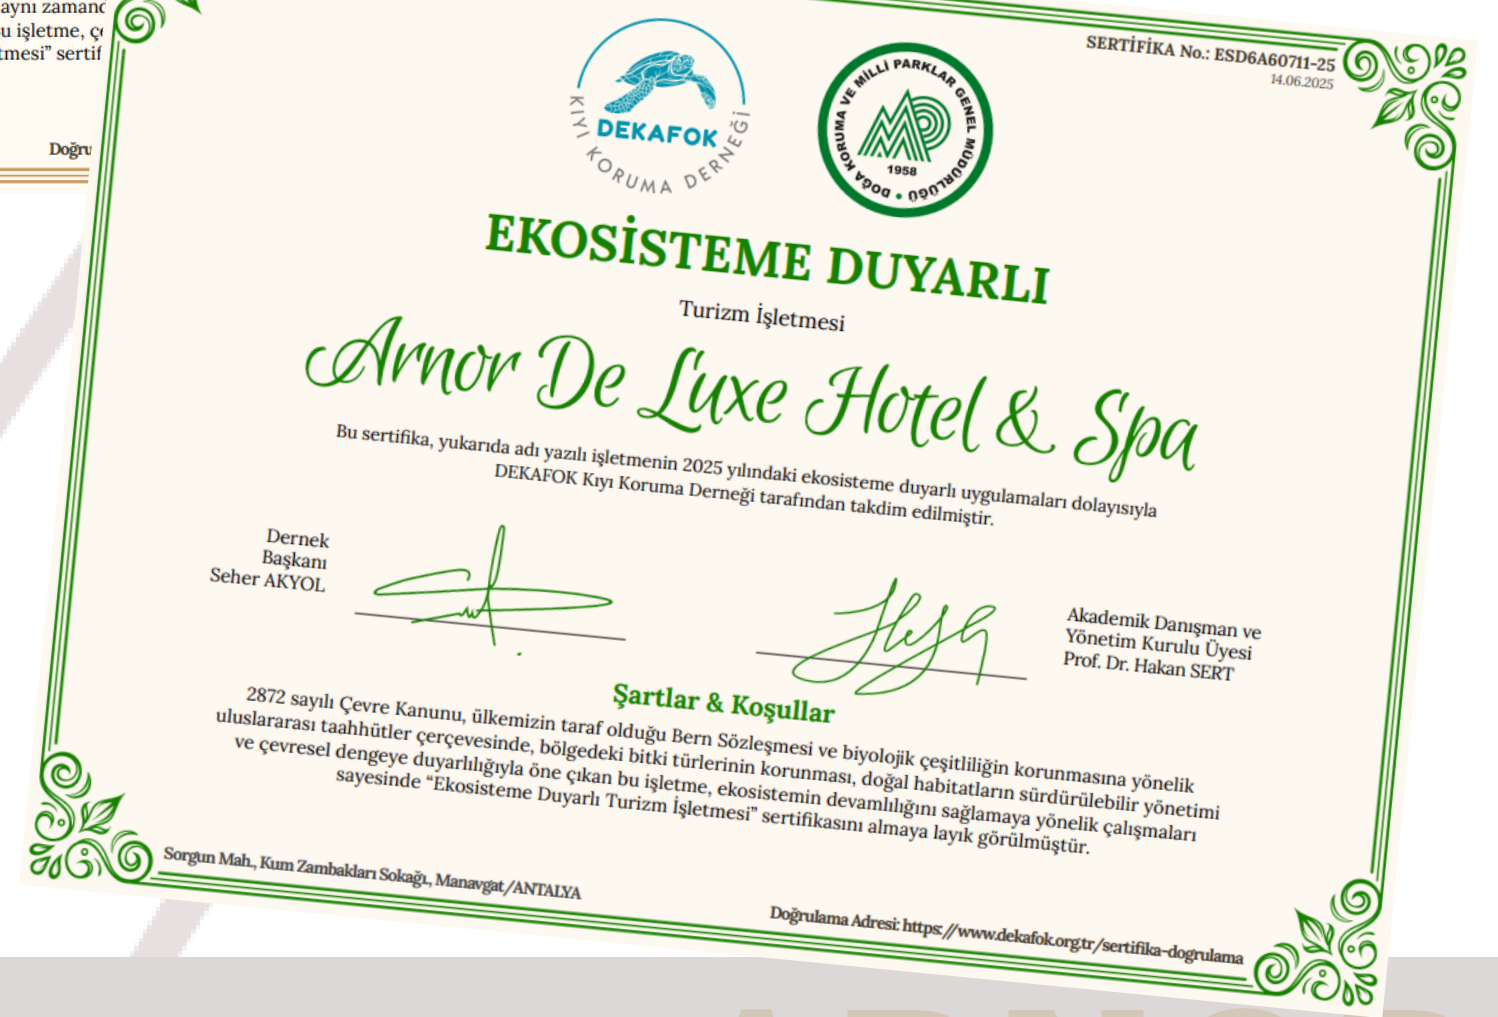 aynı zamand
u işletme, çe
tmesi” sertif
Doğru
SERTİFİKA No.: ESD6A60711-25
14.06.2025
DEKAFOK
KIYI KORUMA DERNEĞİ
DOĞA KORUMA VE MİLLİ PARKLAR GENEL MÜDÜRLÜĞÜ
1958
EKOSİSTEME DUYARLI
Turizm İşletmesi
Arnor De Luxe Hotel & Spa
Bu sertifika, yukarıda adı yazılı işletmenin 2025 yılındaki ekosisteme duyarlı uygulamaları dolayısıyla
DEKAFOK Kıyı Koruma Derneği tarafından takdim edilmiştir.
Dernek
Başkanı
Seher AKYOL
Akademik Danışman ve
Yönetim Kurulu Üyesi
Prof. Dr. Hakan SERT
Şartlar & Koşullar
2872 sayılı Çevre Kanunu, ülkemizin taraf olduğu Bern Sözleşmesi ve biyolojik çeşitliliğin korunmasına yönelik
uluslararası taahhütler çerçevesinde, bölgedeki bitki türlerinin korunması, doğal habitatların sürdürülebilir yönetimi
ve çevresel dengeye duyarlılığıyla öne çıkan bu işletme, ekosistemin devamlılığını sağlamaya yönelik çalışmaları
sayesinde “Ekosisteme Duyarlı Turizm İşletmesi” sertifikasını almaya layık görülmüştür.
Sorgun Mah., Kum Zambakları Sokağı., Manavgat/ANTALYA
Doğrulama Adresi: https://www.dekafok.org.tr/sertifika-dogrulama